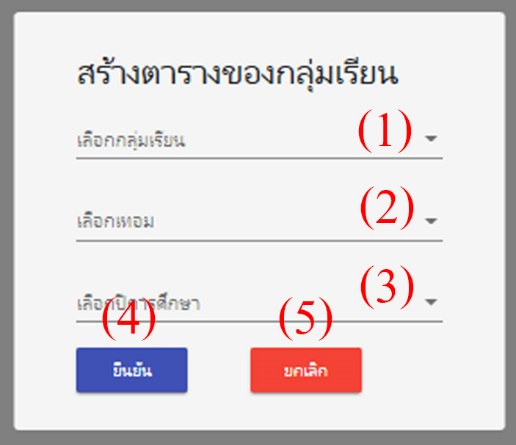 สร้างตารางของกลุ่มเรียน
เลือกกลุ่มเรียน (1)
เลือกเทอม (2)
เลือกปีการศึกษา (3)
(4) (5)
ยืนยัน ยกเลิก